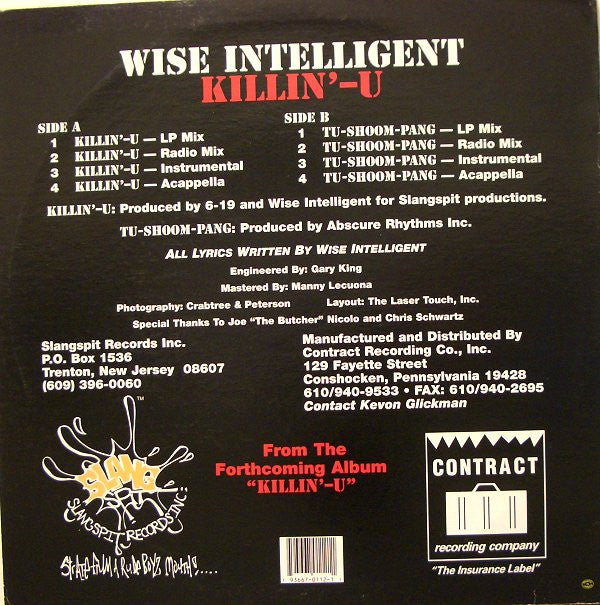 WISE INTELLIGENT
KILLIN'-U
SIDE A
1 KILLIN'-U — LP Mix
2 KILLIN'-U — Radio Mix
3 KILLIN'-U — Instrumental
4 KILLIN'-U — Acappella
SIDE B
1 TU-SHOOM-PANG — LP Mix
2 TU-SHOOM-PANG — Radio Mix
3 TU-SHOOM-PANG — Instrumental
4 TU-SHOOM-PANG — Acappella
KILLIN'-U: Produced by 6-19 and Wise Intelligent for Slangspit productions.
TU-SHOOM-PANG: Produced by Abscure Rhythms Inc.
ALL LYRICS WRITTEN BY WISE INTELLIGENT
Engineered By: Gary King
Mastered By: Manny Lecuona
Photography: Crabtree & Peterson Layout: The Laser Touch, Inc.
Special Thanks To Joe "The Butcher" Nicolo and Chris Schwartz
Slangspit Records Inc.
P.O. Box 1536
Trenton, New Jersey 08607
(609) 396-0060
Manufactured and Distributed By
Contract Recording Co., Inc.
129 Fayette Street
Conshocken, Pennsylvania 19428
610/940-9533 • FAX: 610/940-2695
Contact Kevon Glickman
TM
SLANG
SPIT
SLANGSPIT RECORDS INC.
From The
Forthcoming Album
"KILLIN'-U"
CONTRACT
recording company
"The Insurance Label"
93667-0112-1